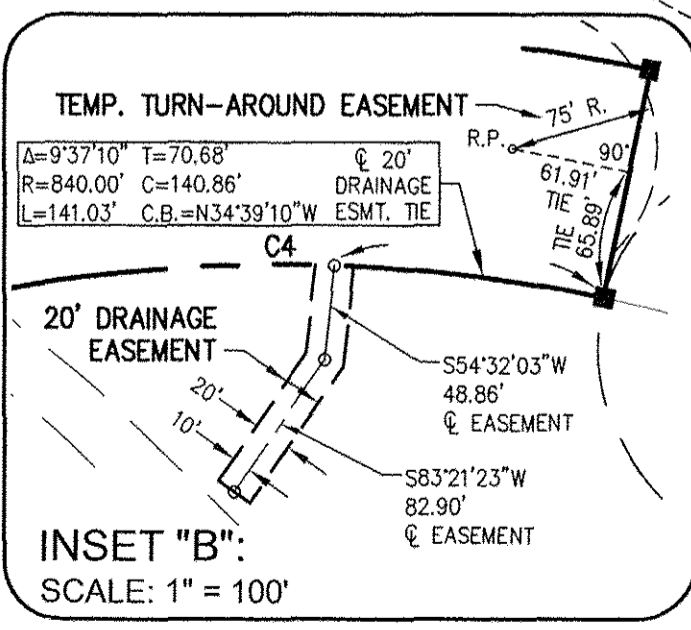 TEMP. TURN-AROUND EASEMENT
75' R.
R.P.
90°
61.91'
TIE
TIE
65.89'
Δ=9°37'10" T=70.68'
R=840.00' C=140.86'
L=141.03' C.B.=N34°39'10"W
℄ 20'
DRAINAGE
ESMT. TIE
C4
20' DRAINAGE
EASEMENT
20'
10'
S54°32'03"W
48.86'
℄ EASEMENT
S83°21'23"W
82.90'
℄ EASEMENT
INSET "B":
SCALE: 1" = 100'